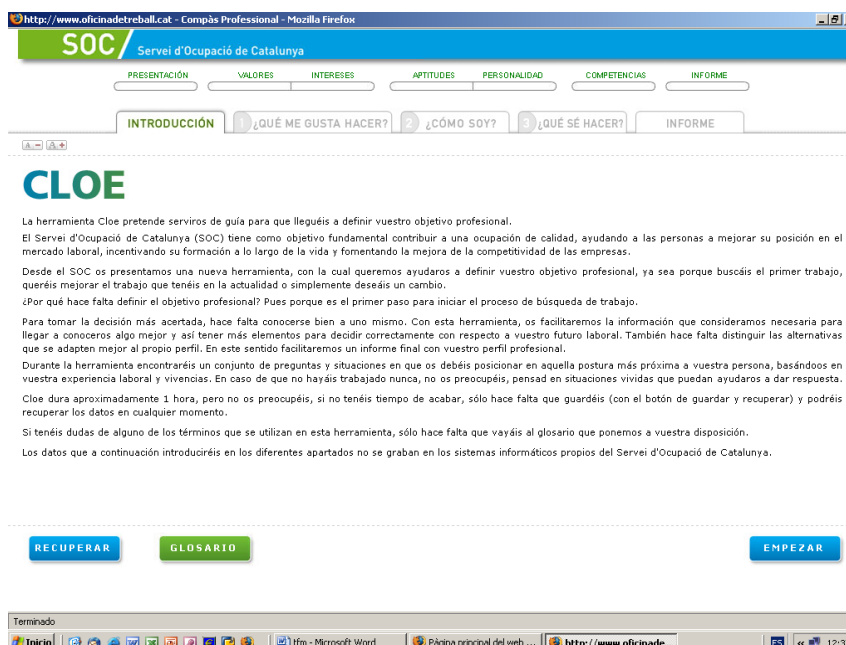 http://www.oficinadetreball.cat - Compàs Professional - Mozilla Firefox
SOC Servei d'Ocupació de Catalunya
PRESENTACIÓN VALORES INTERESES APTITUDES PERSONALIDAD COMPETENCIAS INFORME
INTRODUCCIÓN 1 ¿QUÉ ME GUSTA HACER? 2 ¿CÓMO SOY? 3 ¿QUÉ SÉ HACER? INFORME
A - A +
CLOE
La herramienta Cloe pretende serviros de guía para que lleguéis a definir vuestro objetivo profesional.
El Servei d'Ocupació de Catalunya (SOC) tiene como objetivo fundamental contribuir a una ocupación de calidad, ayudando a las personas a mejorar su posición en el
mercado laboral, incentivando su formación a lo largo de la vida y fomentando la mejora de la competitividad de las empresas.
Desde el SOC os presentamos una nueva herramienta, con la cual queremos ayudaros a definir vuestro objetivo profesional, ya sea porque buscáis el primer trabajo,
queréis mejorar el trabajo que tenéis en la actualidad o simplemente deseáis un cambio.
¿Por qué hace falta definir el objetivo profesional? Pues porque es el primer paso para iniciar el proceso de búsqueda de trabajo.
Para tomar la decisión más acertada, hace falta conocerse bien a uno mismo. Con esta herramienta, os facilitaremos la información que consideramos necesaria para
llegar a conoceros algo mejor y así tener más elementos para decidir correctamente con respecto a vuestro futuro laboral. También hace falta distinguir las alternativas
que se adapten mejor al propio perfil. En este sentido facilitaremos un informe final con vuestro perfil profesional.
Durante la herramienta encontraréis un conjunto de preguntas y situaciones en que os debéis posicionar en aquella postura más próxima a vuestra persona, basándoos en
vuestra experiencia laboral y vivencias. En caso de que no hayáis trabajado nunca, no os preocupéis, pensad en situaciones vividas que puedan ayudaros a dar respuesta.
Cloe dura aproximadamente 1 hora, pero no os preocupéis, si no tenéis tiempo de acabar, sólo hace falta que guardéis (con el botón de guardar y recuperar) y podréis
recuperar los datos en cualquier momento.
Si tenéis dudas de alguno de los términos que se utilizan en esta herramienta, sólo hace falta que vayáis al glosario que ponemos a vuestra disposición.
Los datos que a continuación introduciréis en los diferentes apartados no se graban en los sistemas informáticos propios del Servei d'Ocupació de Catalunya.
RECUPERAR GLOSARIO EMPEZAR
Terminado
Inicio tfm - Microsoft Word Página principal del web ... http://www.oficinade... ES « 12:3